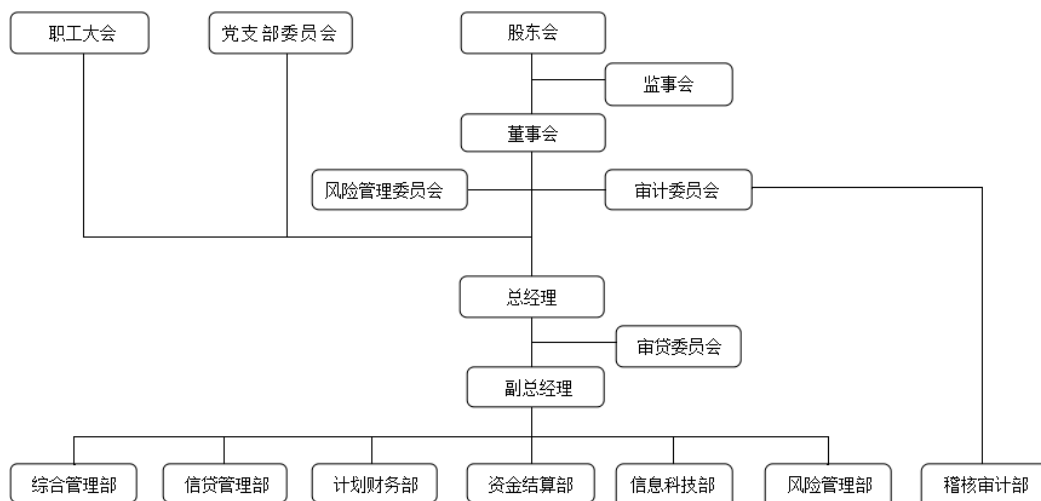 职工大会
党支部委员会
股东会
监事会
董事会
风险管理委员会
审计委员会
总经理
审贷委员会
副总经理
综合管理部
信贷管理部
计划财务部
资金结算部
信息科技部
风险管理部
稽核审计部